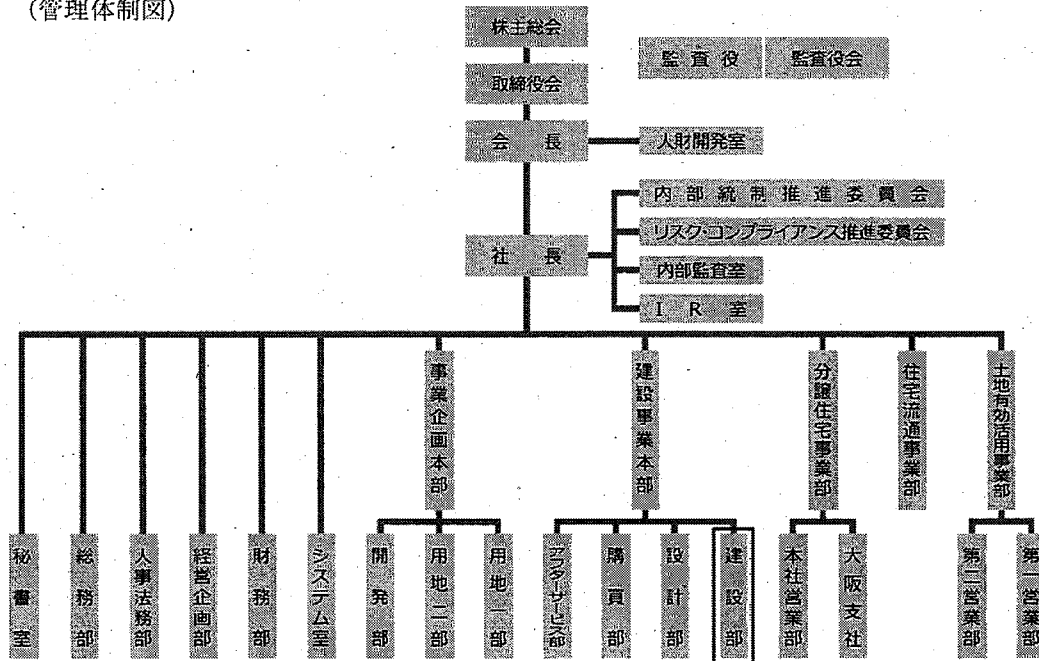 （管理体制図）
株主総会
監査役
監査役会
取締役会
会長
人財開発室
内部統制推進委員会
リスク・コンプライアンス推進委員会
社長
内部監査室
ＩＲ室
事業企画本部
建設事業本部
分譲住宅事業部
住宅流通事業部
土地有効活用事業部
秘書室
総務部
人事法務部
経営企画部
財務部
システム室
開発部
用地二部
用地一部
アフターサービス部
購買部
設計部
建設部
本社営業部
大阪支社
第二営業部
第一営業部